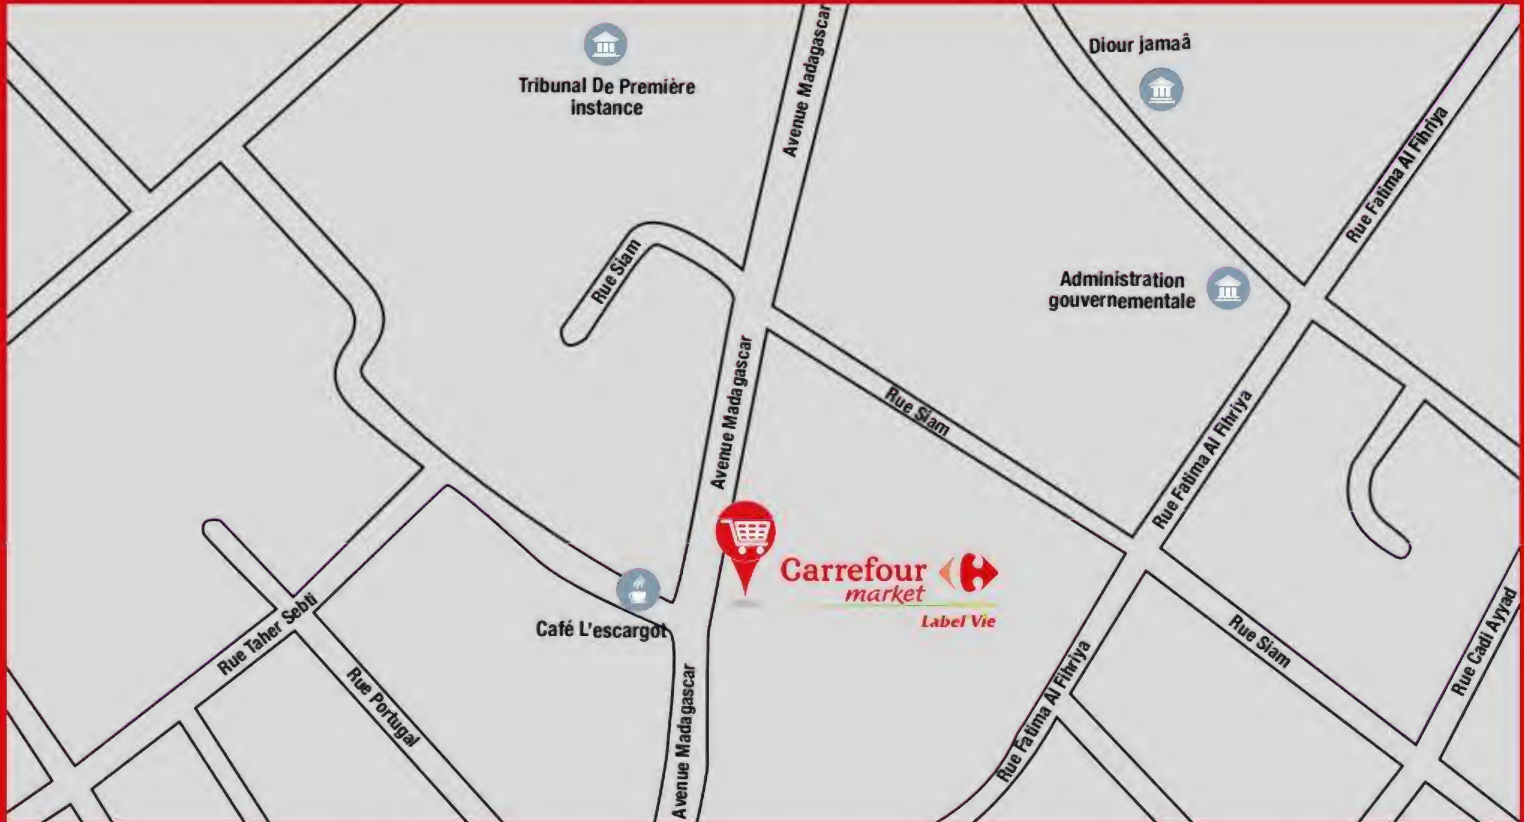 Avenue Madagascar
Diour jamaâ
Tribunal De Première
instance
Rue Fatima Al Fihriya
Rue Siam
Administration
gouvernementale
Avenue Madagascar
Rue Siam
Rue Fatima Al Fihriya
Carrefour
market
Label Vie
Café L'escargot
Rue Taher Sebti
Rue Portugal
Avenue Madagascar
Rue Fatima Al Fihriya
Rue Siam
Rue Cadi Ayyad